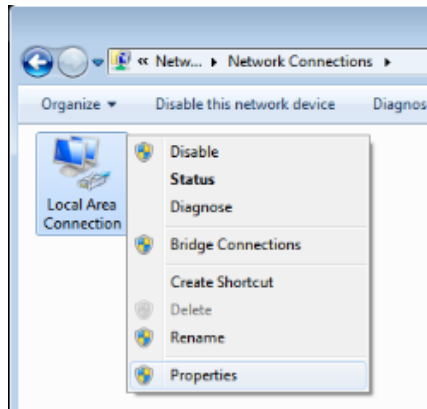 « Netw... ▸ Network Connections ▸
Organize ▾ Disable this network device Diagnos
Local Area
Connection
Disable
Status
Diagnose
Bridge Connections
Create Shortcut
Delete
Rename
Properties